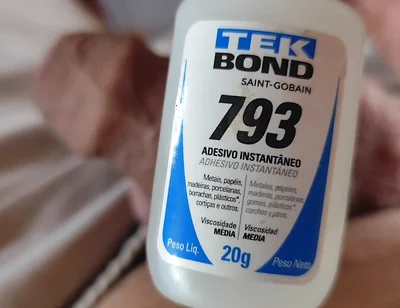 TEK
BOND
SAINT-GOBAIN
793
ADESIVO INSTANTÂNEO
ADHESIVO INSTANTÁNEO
Metais, papéis,
madeiras, porcelanas,
borrachas, plásticos*,
cortiças e outros.
Metales, papeles,
maderas, porcelanas,
gomas, plásticos*,
corchos y otros.
Viscosidade
MÉDIA
Viscosidad
MEDIA
Peso Líq. 20g Peso Neto